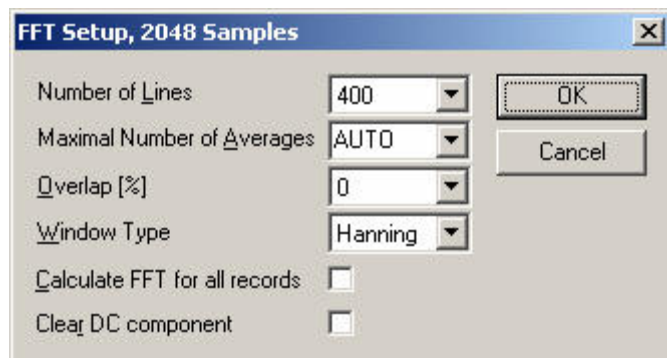 FFT Setup, 2048 Samples
Number of Lines 400 OK
Maximal Number of Averages AUTO Cancel
Overlap [%] 0
Window Type Hanning
Calculate FFT for all records
Clear DC component